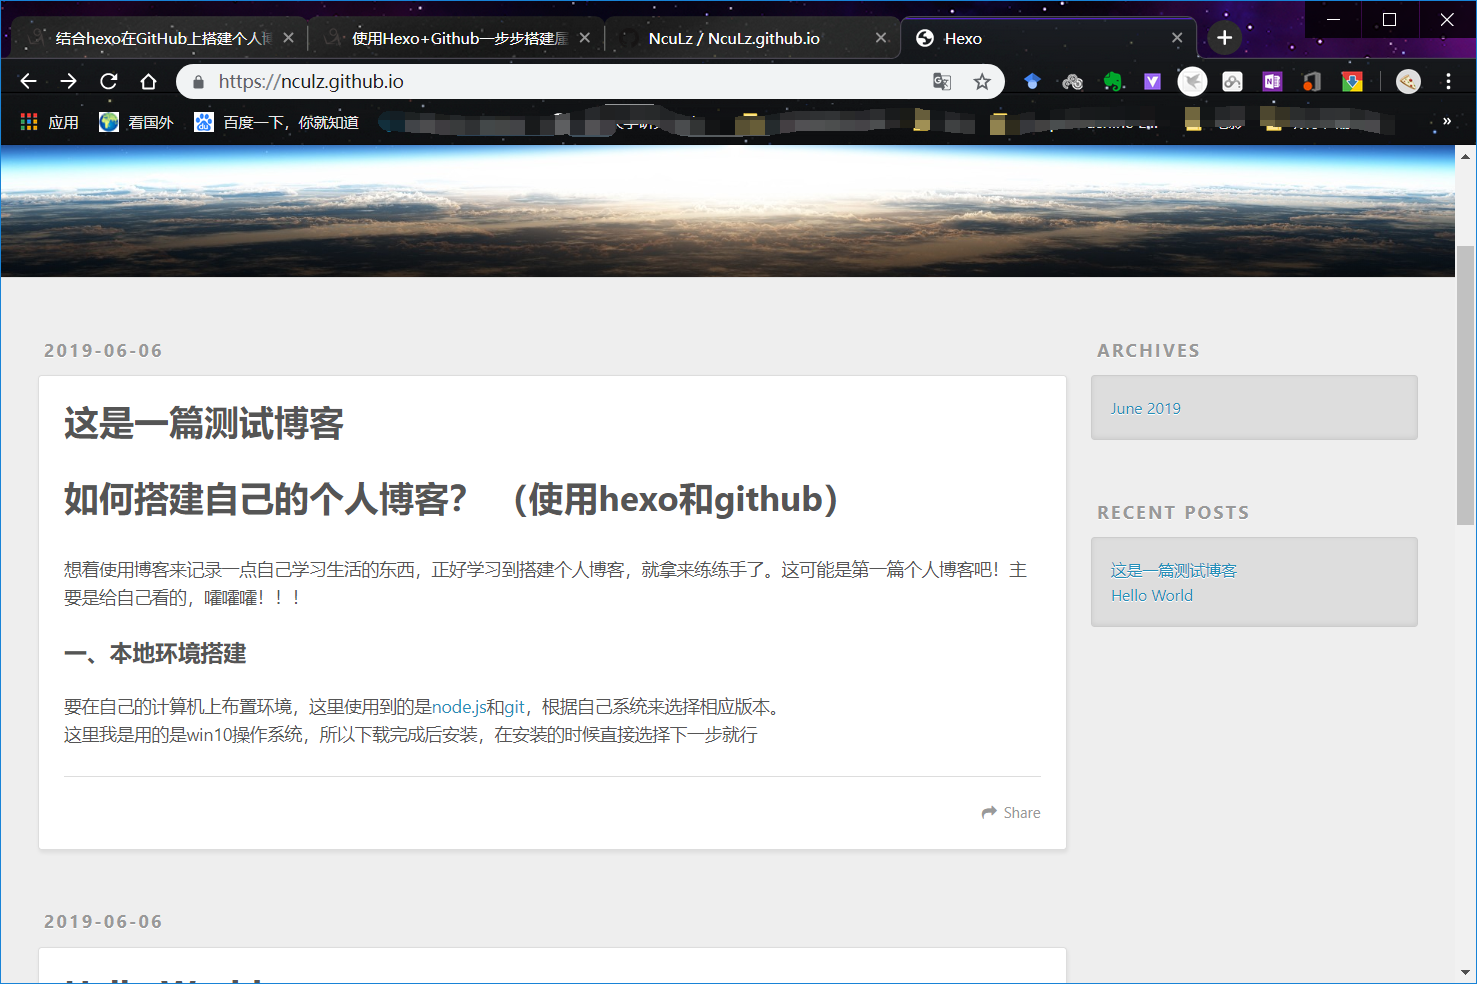 结合hexo在GitHub上搭建个人博
使用Hexo+Github一步步搭建属
NcuLz / NcuLz.github.io
Hexo
https://nculz.github.io
应用
看国外
百度一下，你就知道
»
2019-06-06
这是一篇测试博客
如何搭建自己的个人博客？ （使用hexo和github）
想着使用博客来记录一点自己学习生活的东西，正好学习到搭建个人博客，就拿来练练手了。这可能是第一篇个人博客吧！主
要是给自己看的，嚯嚯嚯！！！
一、本地环境搭建
要在自己的计算机上布置环境，这里使用到的是node.js和git，根据自己系统来选择相应版本。
这里我是用的是win10操作系统，所以下载完成后安装，在安装的时候直接选择下一步就行
Share
2019-06-06
Hello World
ARCHIVES
June 2019
RECENT POSTS
这是一篇测试博客
Hello World